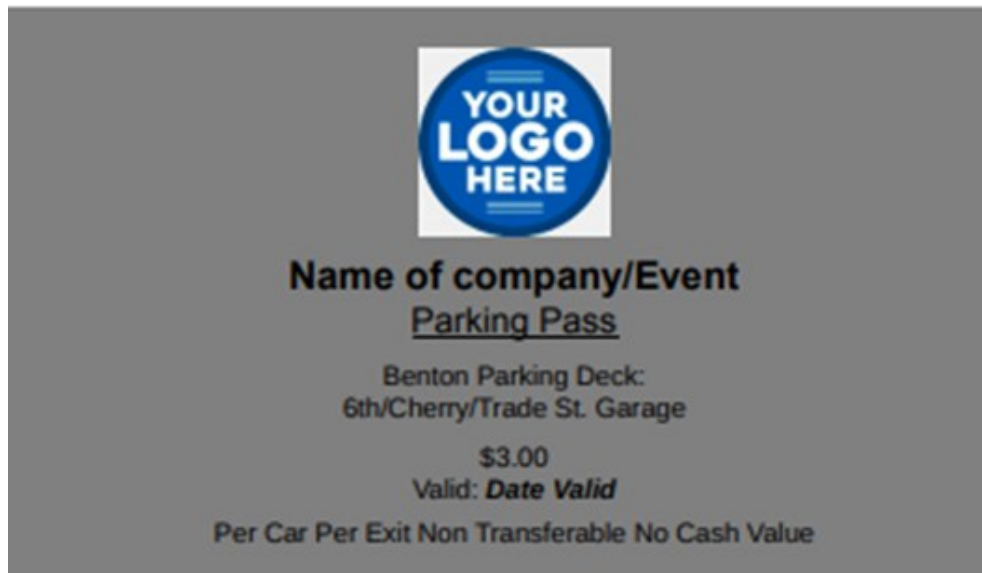 YOUR
LOGO
HERE
Name of company/Event
Parking Pass
Benton Parking Deck:
6th/Cherry/Trade St. Garage
$3.00
Valid: Date Valid
Per Car Per Exit Non Transferable No Cash Value